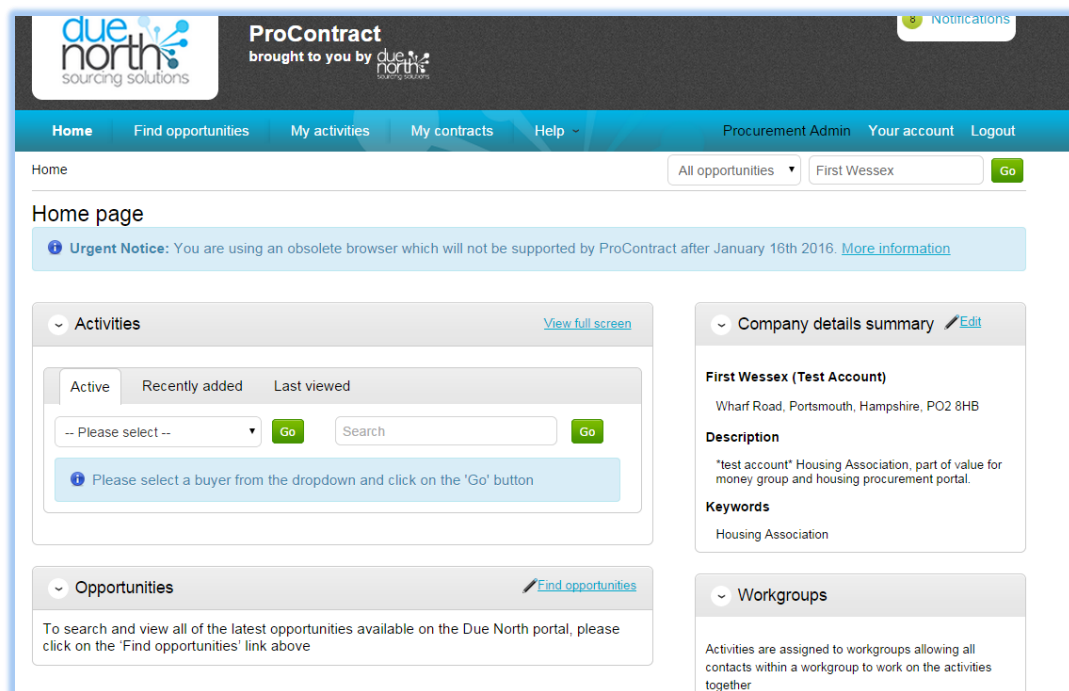 due
north
sourcing solutions
ProContract
brought to you by due north
sourcing solutions
8 Notifications
Home Find opportunities My activities My contracts Help Procurement Admin Your account Logout
Home All opportunities First Wessex Go
Home page
Urgent Notice: You are using an obsolete browser which will not be supported by ProContract after January 16th 2016. More information
Activities View full screen
Active Recently added Last viewed
-- Please select -- Go Search Go
Please select a buyer from the dropdown and click on the 'Go' button
Opportunities Find opportunities
To search and view all of the latest opportunities available on the Due North portal, please
click on the ‘Find opportunities’ link above
Company details summary Edit
First Wessex (Test Account)
Wharf Road, Portsmouth, Hampshire, PO2 8HB
Description
*test account* Housing Association, part of value for
money group and housing procurement portal.
Keywords
Housing Association
Workgroups
Activities are assigned to workgroups allowing all
contacts within a workgroup to work on the activities
together